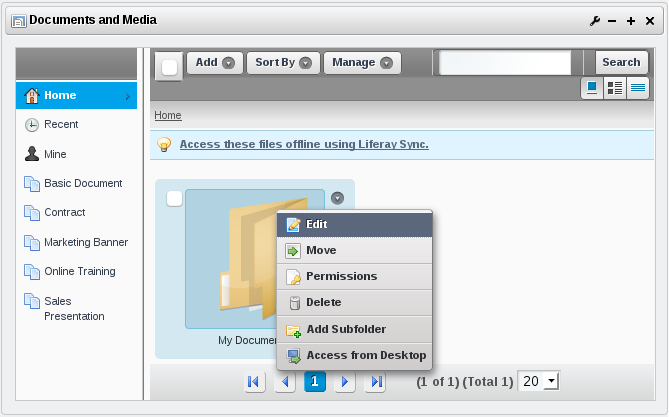 Documents and Media
Add Sort By Manage Search
Home
Recent
Mine
Basic Document
Contract
Marketing Banner
Online Training
Sales
Presentation
Home
Access these files offline using Liferay Sync.
Edit
Move
Permissions
Delete
Add Subfolder
Access from Desktop
My Documen
1 (1 of 1) (Total 1) 20